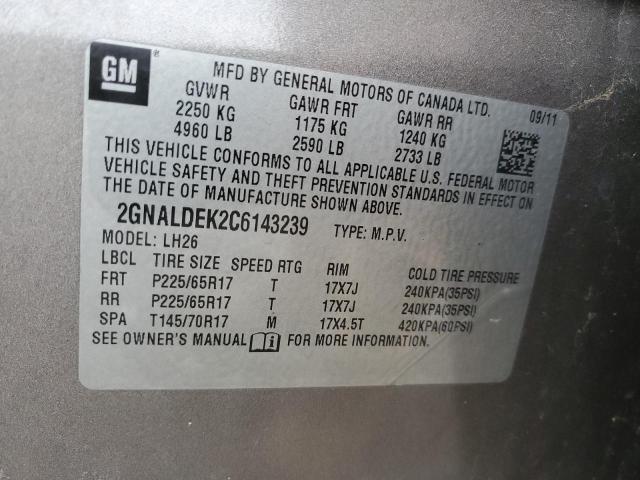 GM
MFD BY GENERAL MOTORS OF CANADA LTD.
GVWR GAWR FRT GAWR RR 09/11
2250 KG 1175 KG 1240 KG
4960 LB 2590 LB 2733 LB
THIS VEHICLE CONFORMS TO ALL APPLICABLE U.S. FEDERAL MOTOR
VEHICLE SAFETY AND THEFT PREVENTION STANDARDS IN EFFECT ON
THE DATE OF MANUFACTURE SHOWN ABOVE.
2GNALDEK2C6143239 TYPE: M.P.V.
MODEL: LH26
LBCL TIRE SIZE SPEED RTG RIM COLD TIRE PRESSURE
FRT P225/65R17 T 17X7J 240KPA(35PSI)
RR P225/65R17 T 17X7J 240KPA(35PSI)
SPA T145/70R17 M 17X4.5T 420KPA(60PSI)
SEE OWNER'S MANUAL FOR MORE INFORMATION.